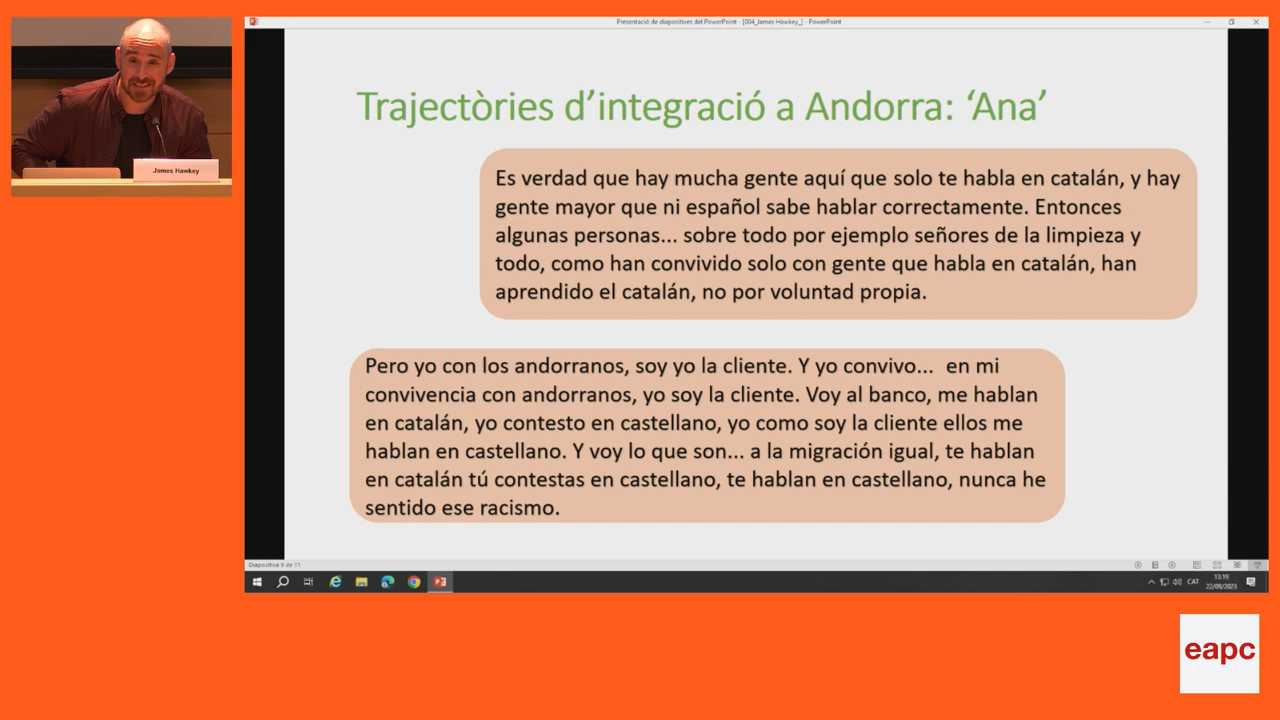 Presentació de diapositives del PowerPoint - [004_James Hawkey_] - PowerPoint
James Hawkey
Trajectòries d’integració a Andorra: ‘Ana’
Es verdad que hay mucha gente aquí que solo te habla en catalán, y hay
gente mayor que ni español sabe hablar correctamente. Entonces
algunas personas... sobre todo por ejemplo señores de la limpieza y
todo, como han convivido solo con gente que habla en catalán, han
aprendido el catalán, no por voluntad propia.
Pero yo con los andorranos, soy yo la cliente. Y yo convivo... en mi
convivencia con andorranos, yo soy la cliente. Voy al banco, me hablan
en catalán, yo contesto en castellano, yo como soy la cliente ellos me
hablan en castellano. Y voy lo que son... a la migración igual, te hablan
en catalán tú contestas en castellano, te hablan en castellano, nunca he
sentido ese racismo.
Diapositiva 9 de 11
CAT
13:19
22/09/2023
eapc